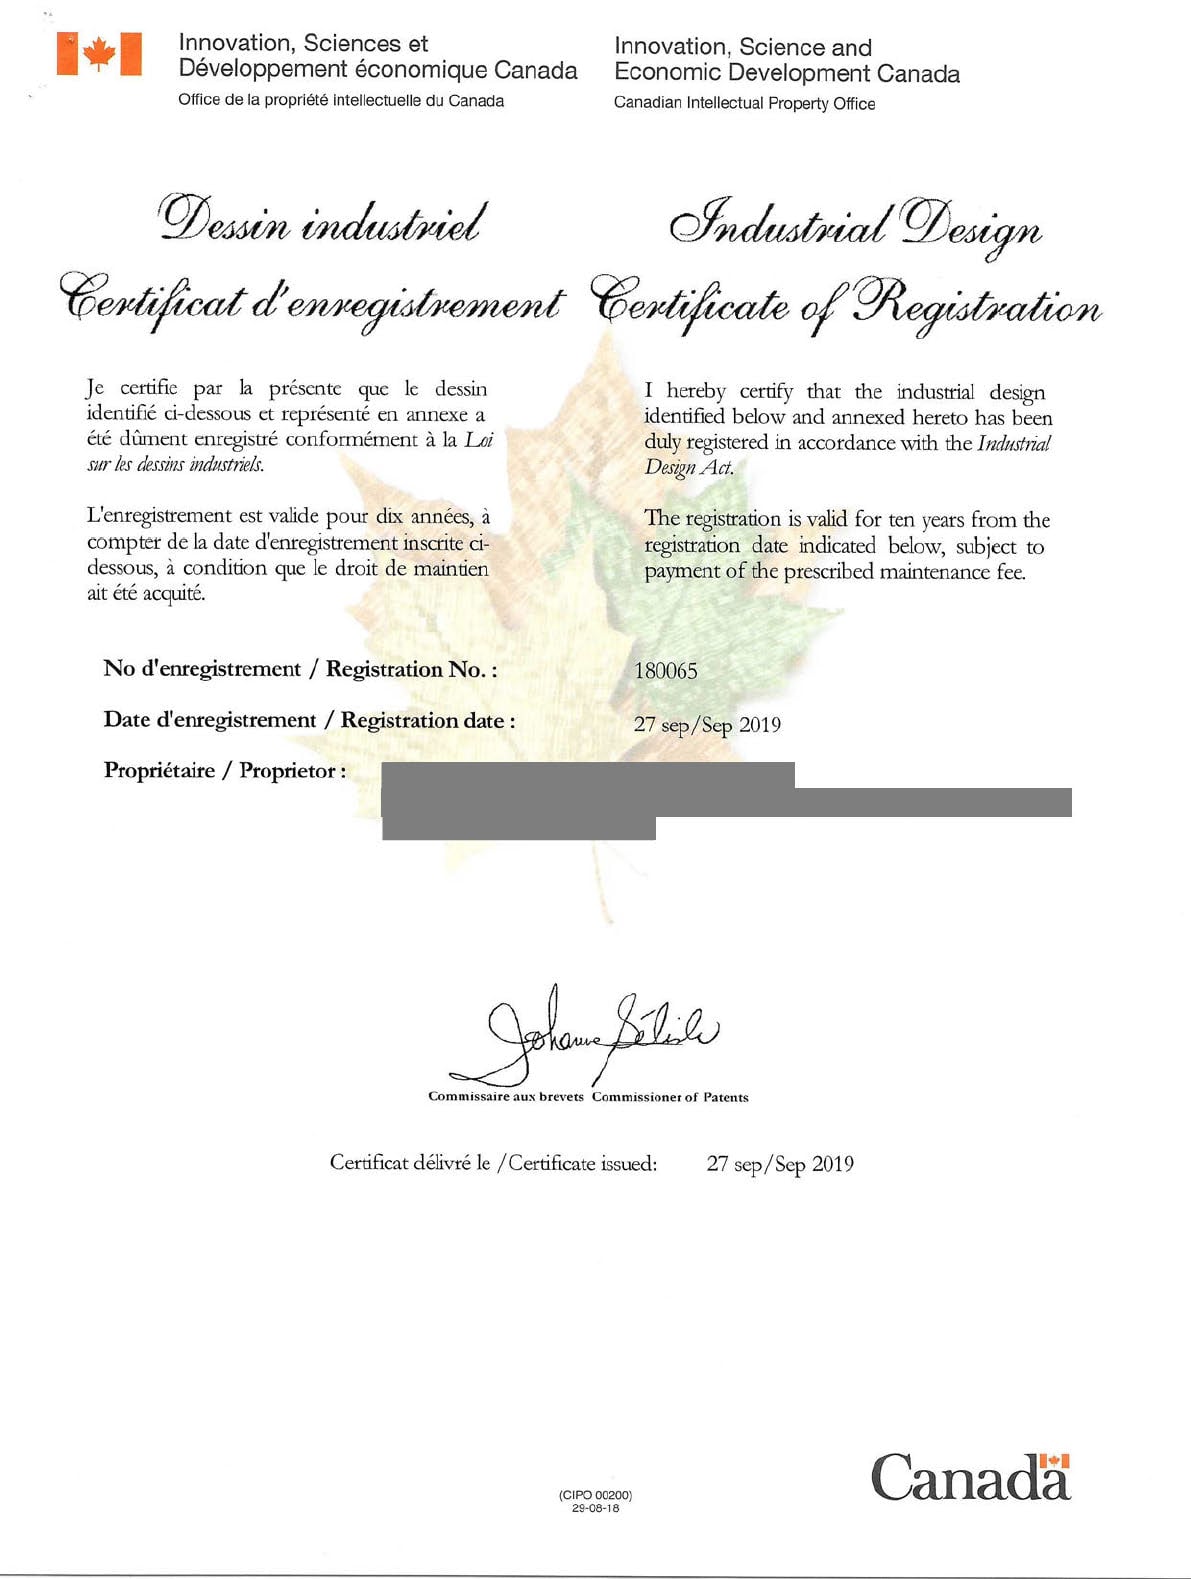 Innovation, Sciences et
Développement économique Canada
Office de la propriété intellectuelle du Canada
Innovation, Science and
Economic Development Canada
Canadian Intellectual Property Office
Dessin industriel
Certificat d'enregistrement
Industrial Design
Certificate of Registration
Je certifie par la présente que le dessin
identifié ci-dessous et représenté en annexe a
été dûment enregistré conformément à la Loi
sur les dessins industriels.
L'enregistrement est valide pour dix années, à
compter de la date d'enregistrement inscrite ci-
dessous, à condition que le droit de maintien
ait été acquité.
I hereby certify that the industrial design
identified below and annexed hereto has been
duly registered in accordance with the Industrial
Design Act.
The registration is valid for ten years from the
registration date indicated below, subject to
payment of the prescribed maintenance fee.
No d'enregistrement / Registration No. : 180065
Date d'enregistrement / Registration date : 27 sep/Sep 2019
Propriétaire / Proprietor :
Johanne Bélisle
Commissaire aux brevets Commissioner of Patents
Certificat délivré le /Certificate issued: 27 sep/Sep 2019
Canada
(CIPO 00200)
29-08-18